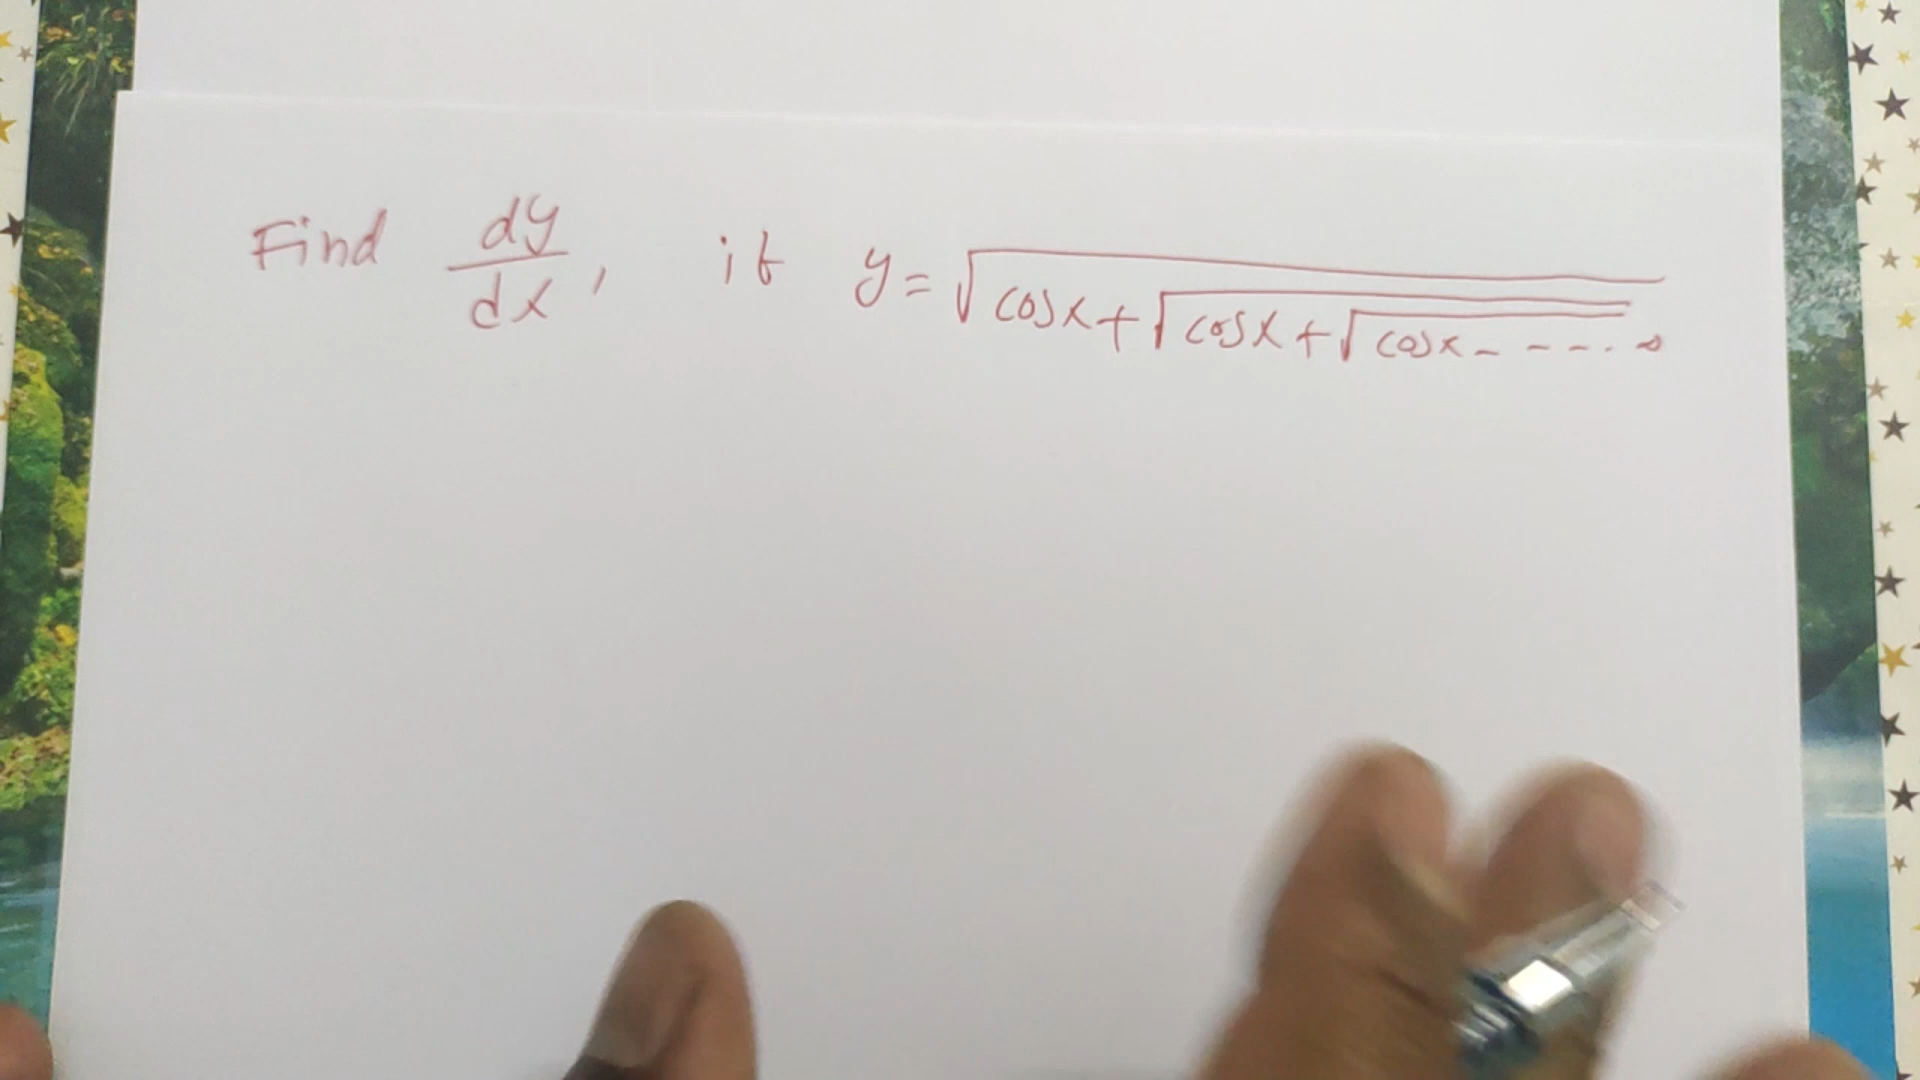 Find dy/dx, if y = √(cosx + √(cosx + √(cosx - - - - . ∞